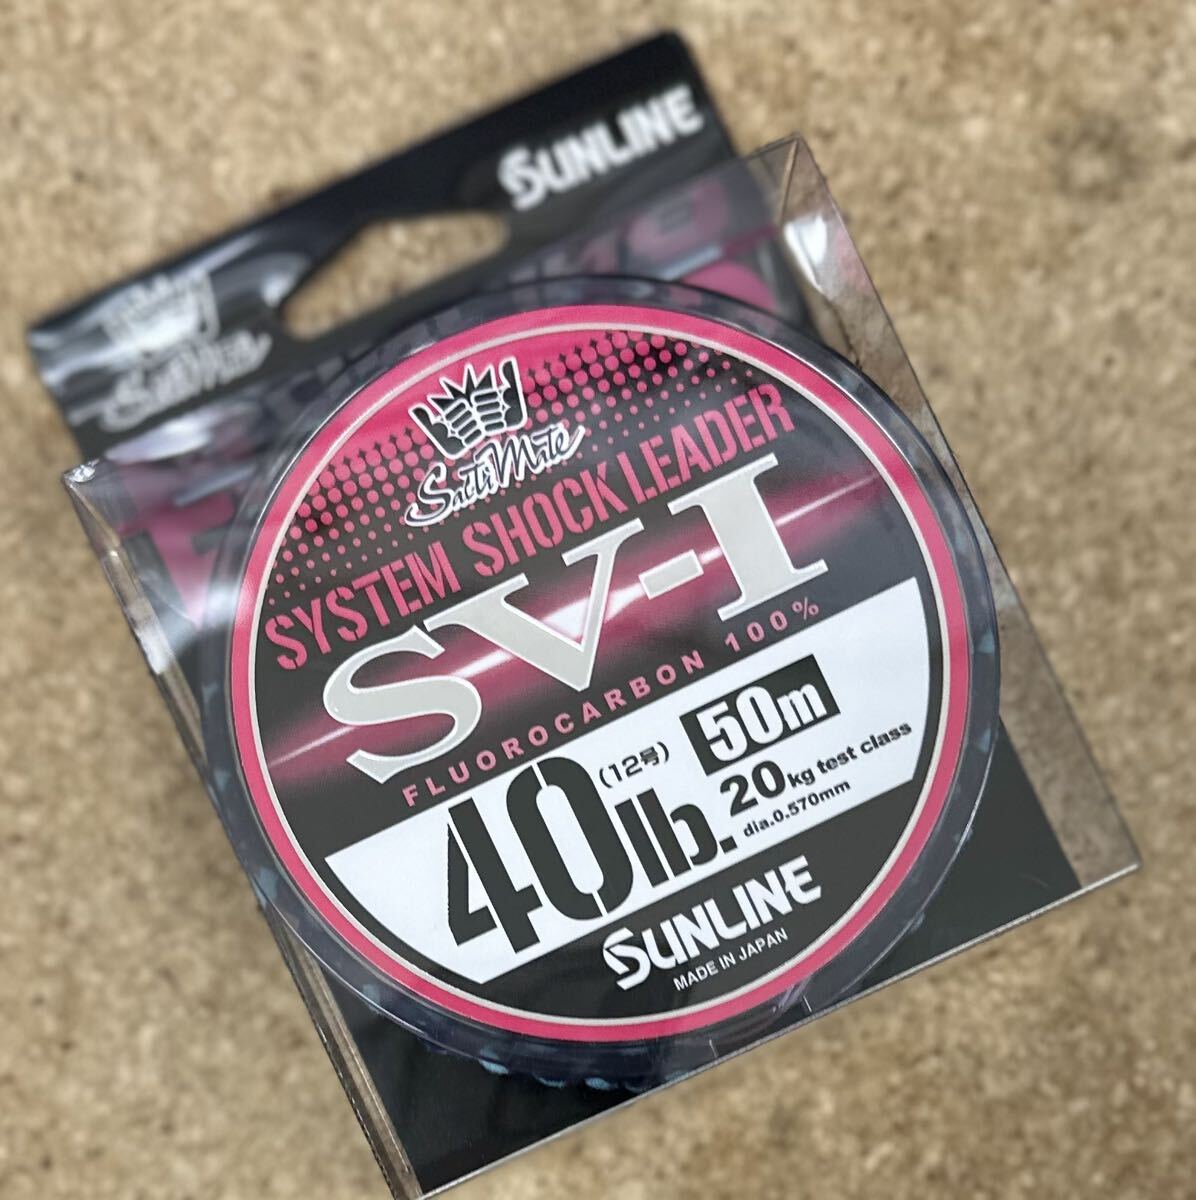 SUNLINE
SaltiMate
SaltiMate
SYSTEM SHOCK LEADER
SV-I
FLUOROCARBON 100%
40lb.
(12号)
50m
20kg test class
dia.0.570mm
SUNLINE
MADE IN JAPAN